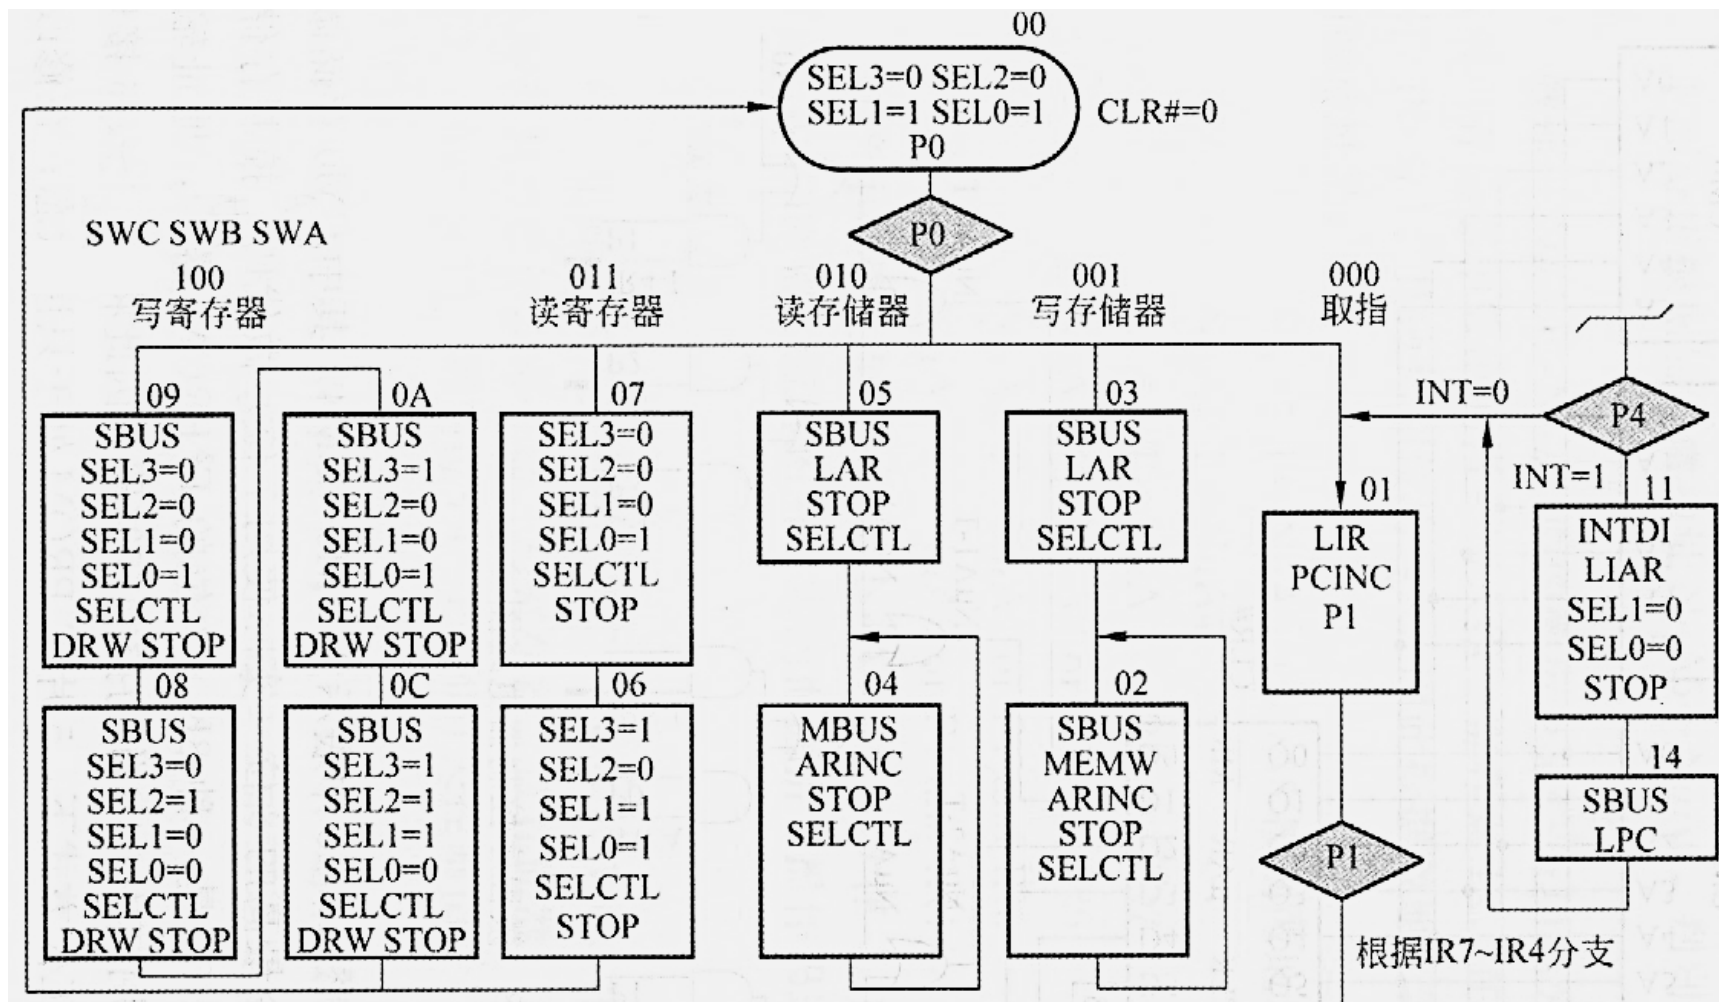 00
SEL3=0 SEL2=0
SEL1=1 SEL0=1
P0
CLR#=0
P0
SWC SWB SWA
100
写寄存器
011
读寄存器
010
读存储器
001
写存储器
000
取指
09
SBUS
SEL3=0
SEL2=0
SEL1=0
SEL0=1
SELCTL
DRW STOP
0A
SBUS
SEL3=1
SEL2=0
SEL1=0
SEL0=1
SELCTL
DRW STOP
07
SEL3=0
SEL2=0
SEL1=0
SEL0=1
SELCTL
STOP
05
SBUS
LAR
STOP
SELCTL
03
SBUS
LAR
STOP
SELCTL
INT=0
P4
INT=1
01
LIR
PCINC
P1
11
INTDI
LIAR
SEL1=0
SEL0=0
STOP
08
SBUS
SEL3=0
SEL2=1
SEL1=0
SEL0=0
SELCTL
DRW STOP
0C
SBUS
SEL3=1
SEL2=1
SEL1=1
SEL0=0
SELCTL
DRW STOP
06
SEL3=1
SEL2=0
SEL1=1
SEL0=1
SELCTL
STOP
04
MBUS
ARINC
STOP
SELCTL
02
SBUS
MEMW
ARINC
STOP
SELCTL
14
SBUS
LPC
P1
根据IR7~IR4分支